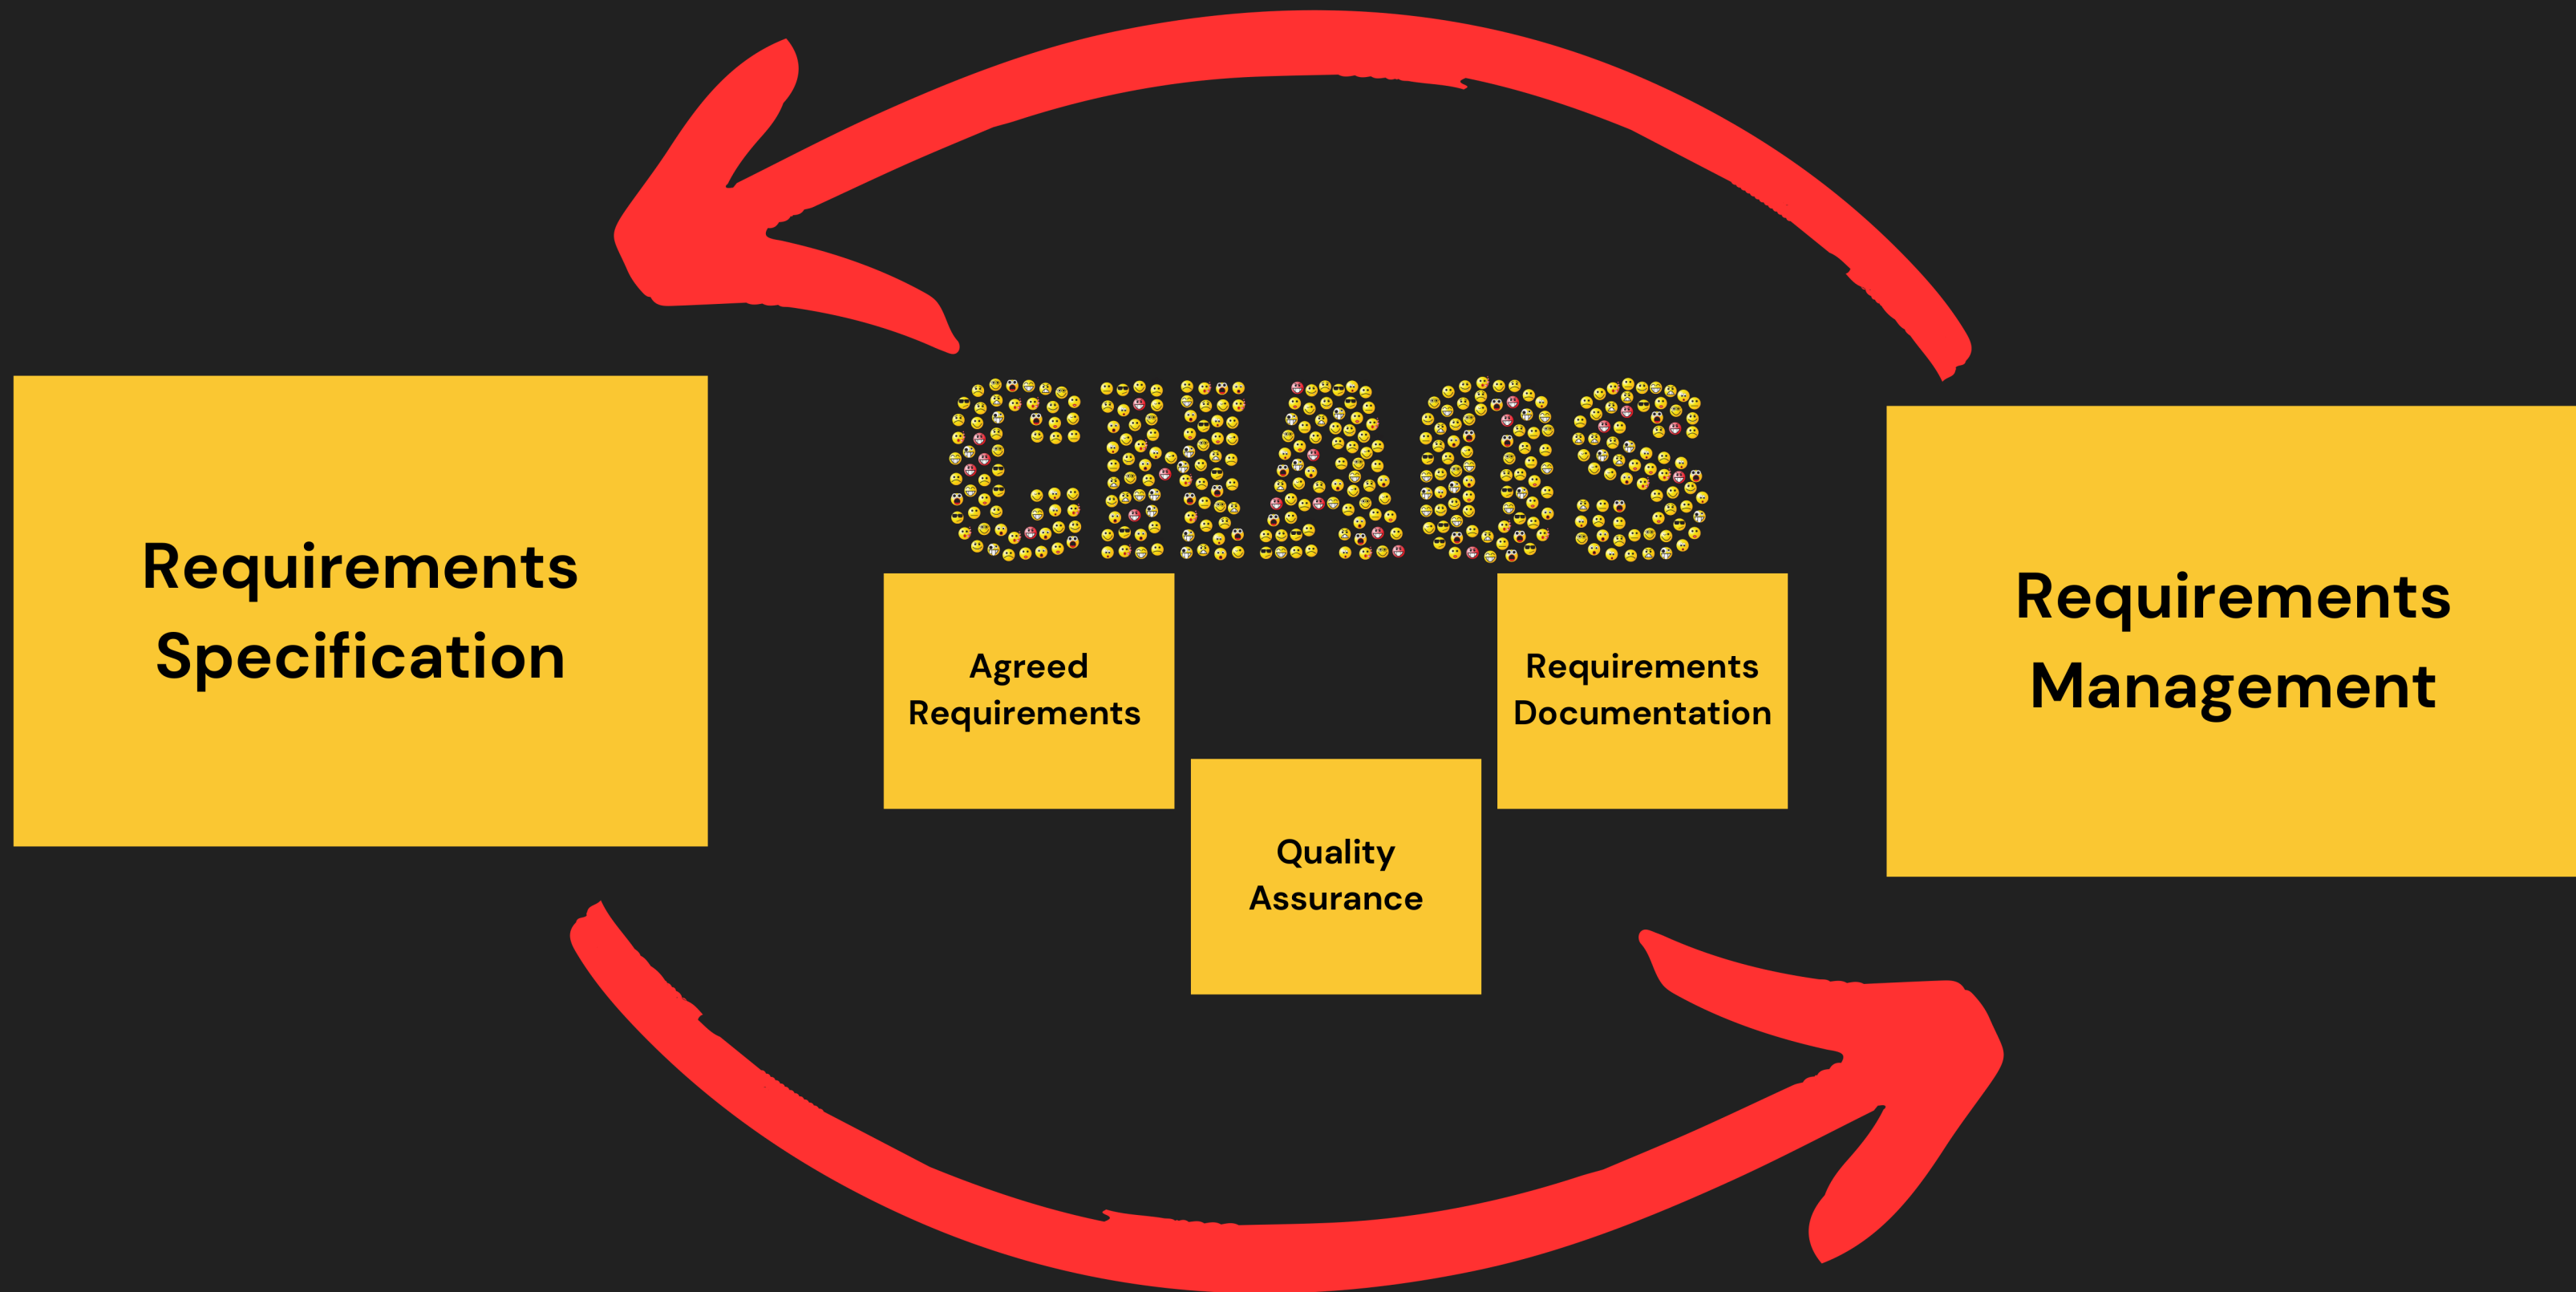 CHAOS
Requirements
Specification
Agreed
Requirements
Quality
Assurance
Requirements
Documentation
Requirements
Management